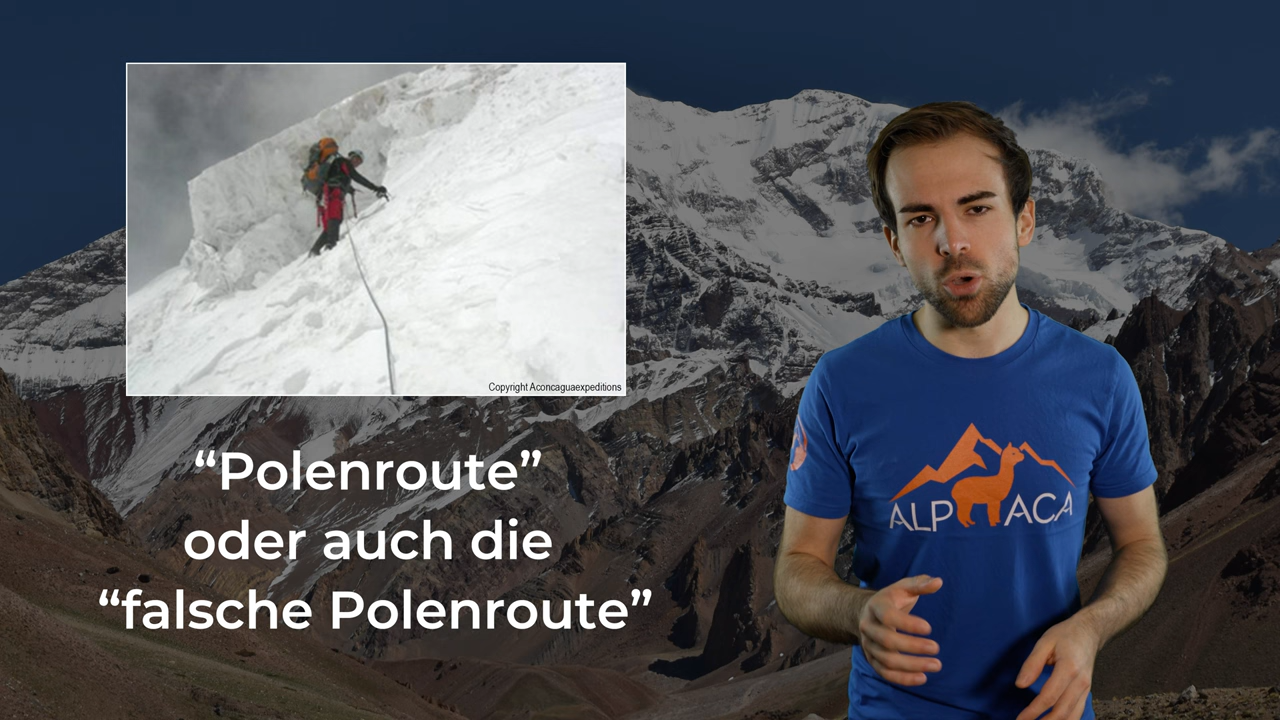 Copyright Aconcaguaexpeditions
“Polenroute”
oder auch die
“falsche Polenroute”
ALPACA